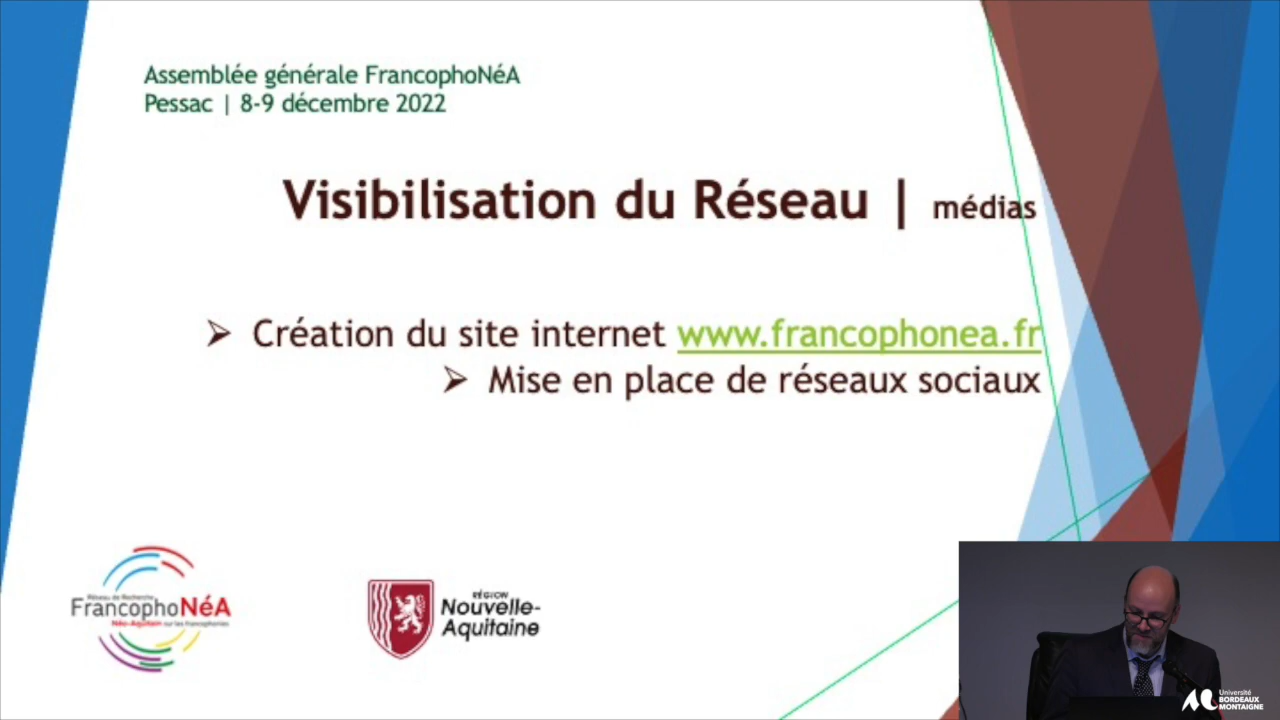 Assemblée générale FrancophoNéA
Pessac | 8-9 décembre 2022
Visibilisation du Réseau | médias
➢ Création du site internet www.francophonea.fr
➢ Mise en place de réseaux sociaux
Réseau de Recherche
FrancophoNéA
Néo-Aquitain sur les francophonies
RÉGION
Nouvelle-
Aquitaine
Université
BORDEAUX
MONTAIGNE